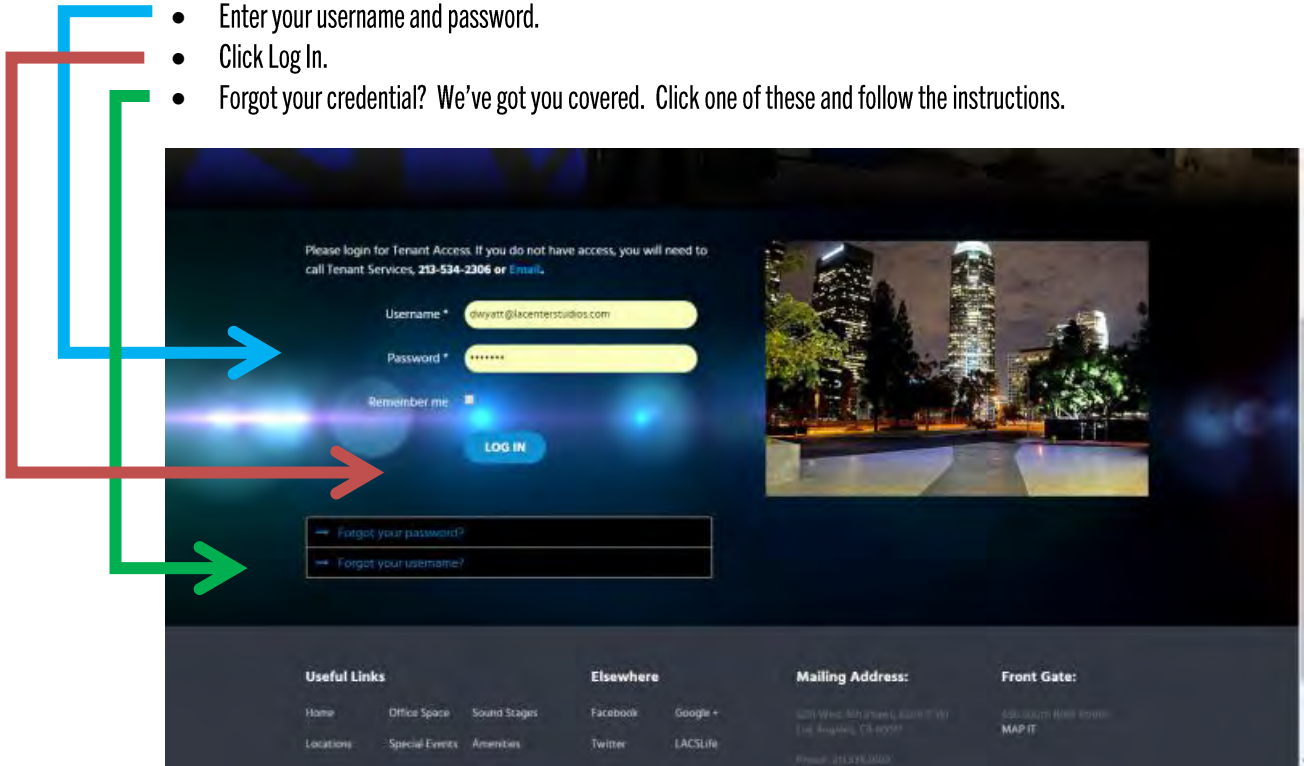 • Enter your username and password.
• Click Log In.
• Forgot your credential? We've got you covered. Click one of these and follow the instructions.
Please login for Tenant Access. If you do not have access, you will need to
call Tenant Services, 213-534-2306 or Email.
Username *
dwyatt@lacenterstudios.com
Password *
•••••••
Remember me
LOG IN
→ Forgot your password?
→ Forgot your username?
Useful Links
Home Office Space Sound Stages
Locations Special Events Amenities
Elsewhere
Facebook Google +
Twitter LACSLife
Mailing Address:
Los Angeles, CA
Front Gate:
MAP IT